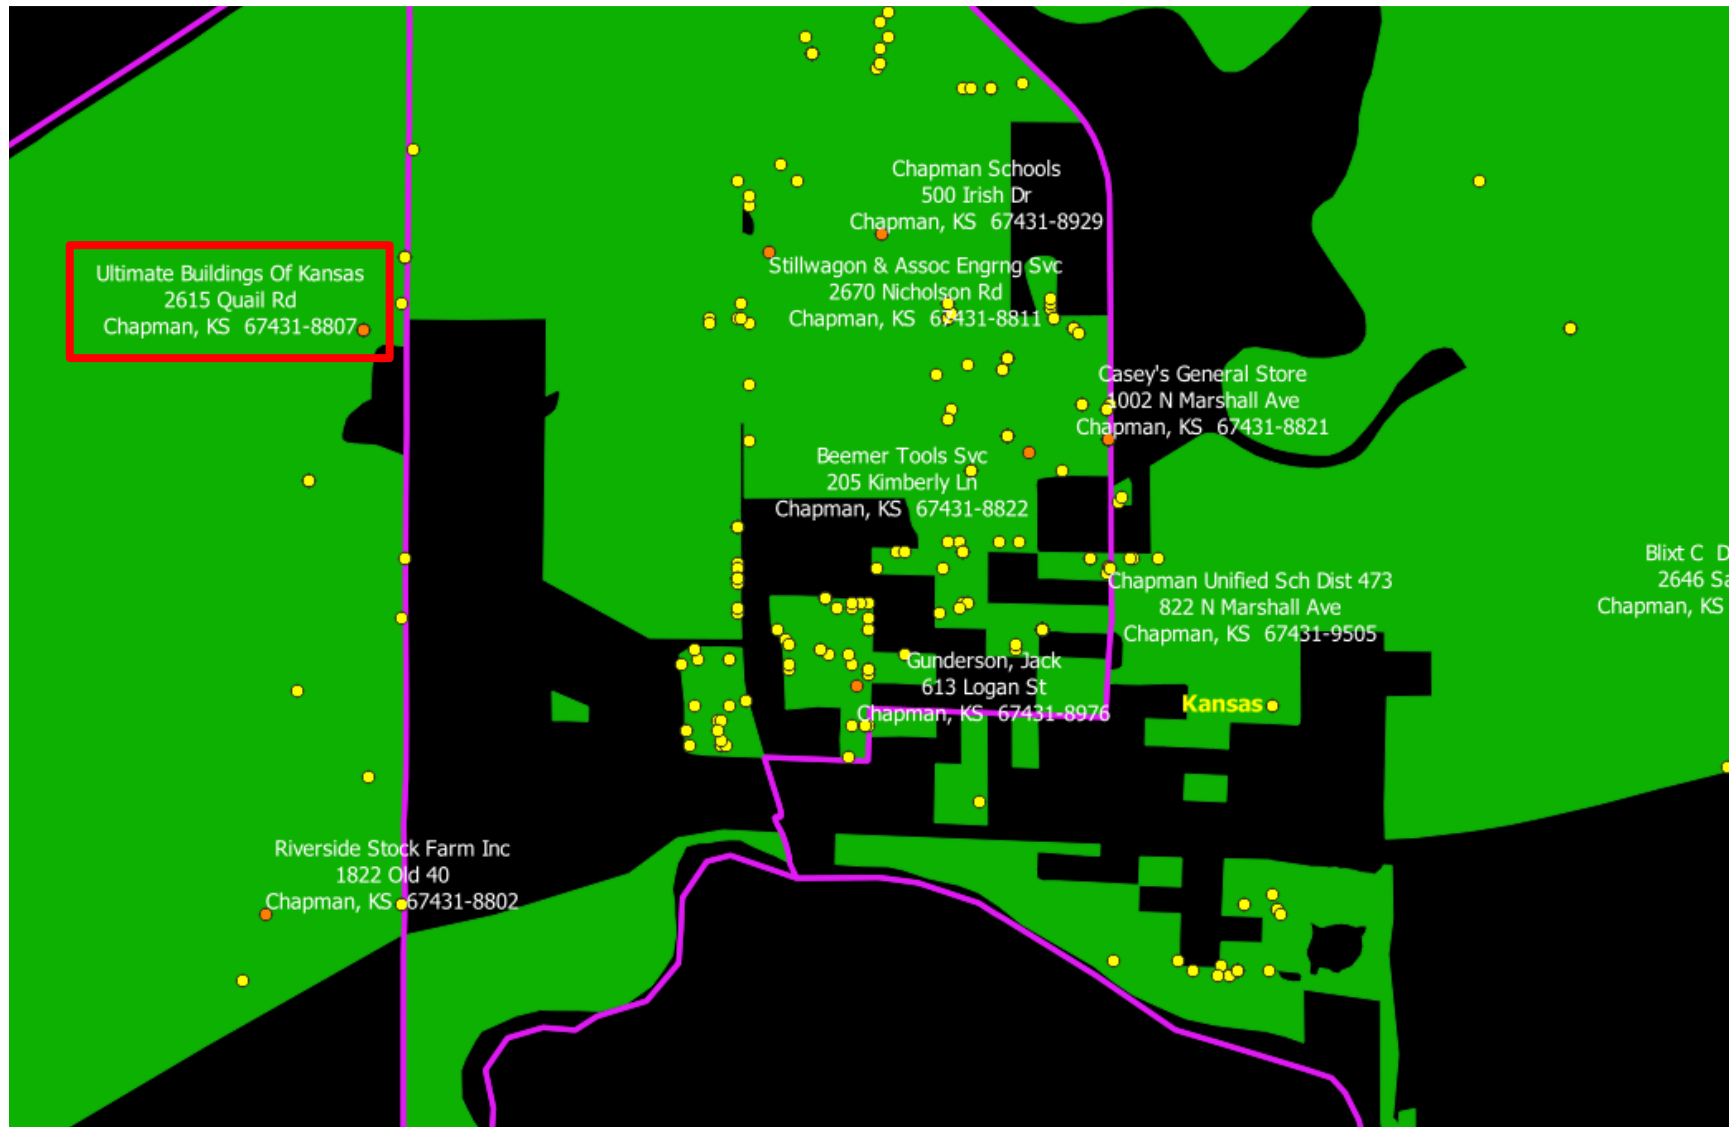 Chapman Schools
500 Irish Dr
Chapman, KS 67431-8929
Ultimate Buildings Of Kansas
2615 Quail Rd
Chapman, KS 67431-8807
Stillwagon & Assoc Engrng Svc
2670 Nicholson Rd
Chapman, KS 67431-8811
Casey's General Store
1002 N Marshall Ave
Chapman, KS 67431-8821
Beemer Tools Svc
205 Kimberly Ln
Chapman, KS 67431-8822
Blixt C D
2646 Sa
Chapman, KS
Chapman Unified Sch Dist 473
822 N Marshall Ave
Chapman, KS 67431-9505
Gunderson, Jack
613 Logan St
Chapman, KS 67431-8976
Kansas
Riverside Stock Farm Inc
1822 Old 40
Chapman, KS 67431-8802